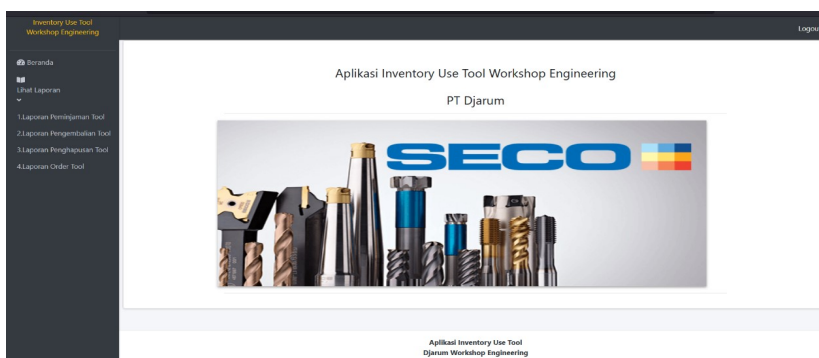 Inventory Use Tool
Workshop Engineering
Logout
Beranda
Lihat Laporan
1.Laporan Peminjaman Tool
2.Laporan Pengembalian Tool
3.Laporan Penghapusan Tool
4.Laporan Order Tool
Aplikasi Inventory Use Tool Workshop Engineering
PT Djarum
SECO
Aplikasi Inventory Use Tool
Djarum Workshop Engineering